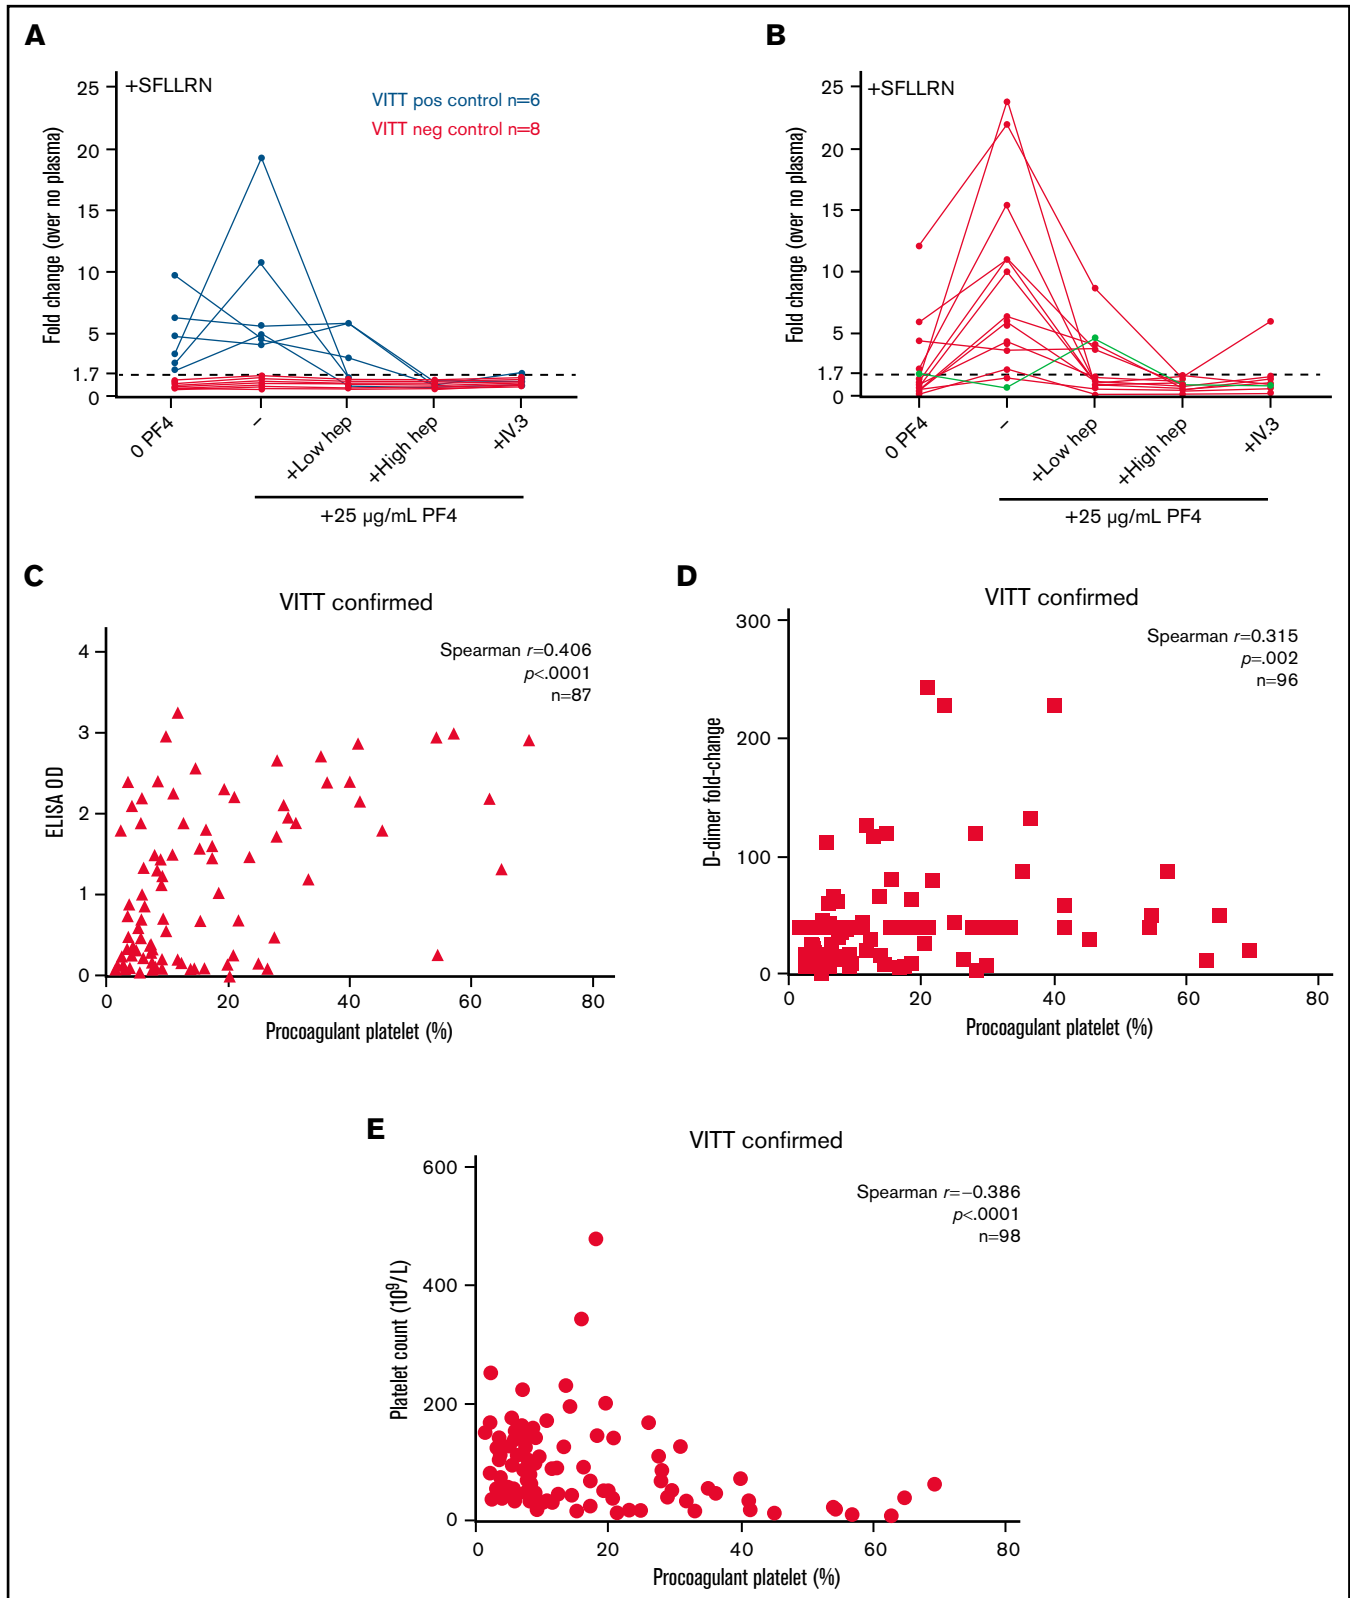 A
+SFLLRN
VITT pos control n=6
VITT neg control n=8
Fold change (over no plasma)
25
20
15
10
5
1.7
0
0 PF4
–
+Low hep
+High hep
+IV.3
+25 µg/mL PF4
B
+SFLLRN
Fold change (over no plasma)
25
20
15
10
5
1.7
0
0 PF4
–
+Low hep
+High hep
+IV.3
+25 µg/mL PF4
C
VITT confirmed
Spearman r=0.406
p<.0001
n=87
ELISA OD
4
3
2
1
0
0 20 40 60 80
Procoagulant platelet (%)
D
VITT confirmed
Spearman r=0.315
p=.002
n=96
D-dimer fold-change
300
200
100
0
0 20 40 60 80
Procoagulant platelet (%)
E
VITT confirmed
Spearman r=−0.386
p<.0001
n=98
Platelet count (10⁹/L)
600
400
200
0
0 20 40 60 80
Procoagulant platelet (%)